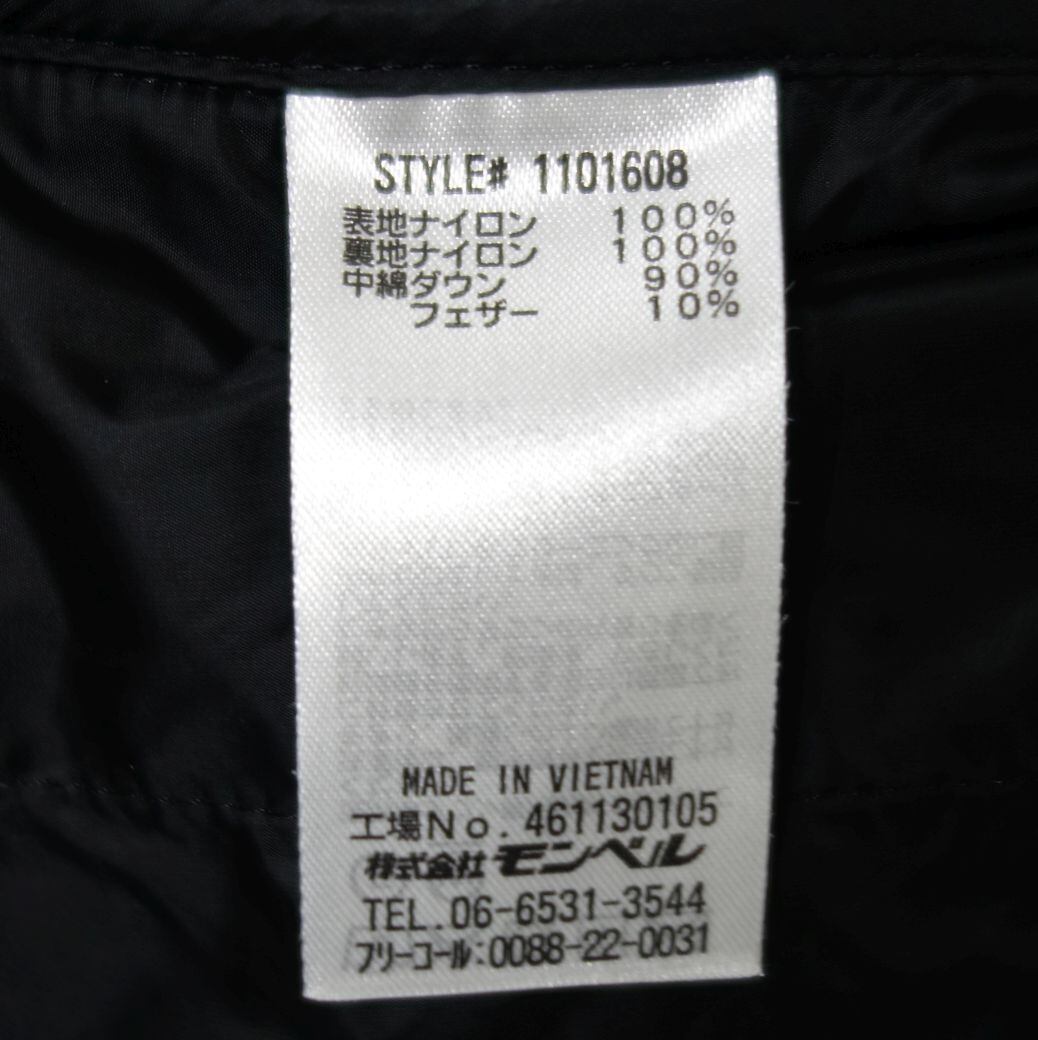 STYLE# 1101608
表地ナイロン 100%
裏地ナイロン 100%
中綿ダウン 90%
フェザー 10%
MADE IN VIETNAM
工場No.461130105
株式会社モンベル
TEL.06-6531-3544
フリーコール:0088-22-0031